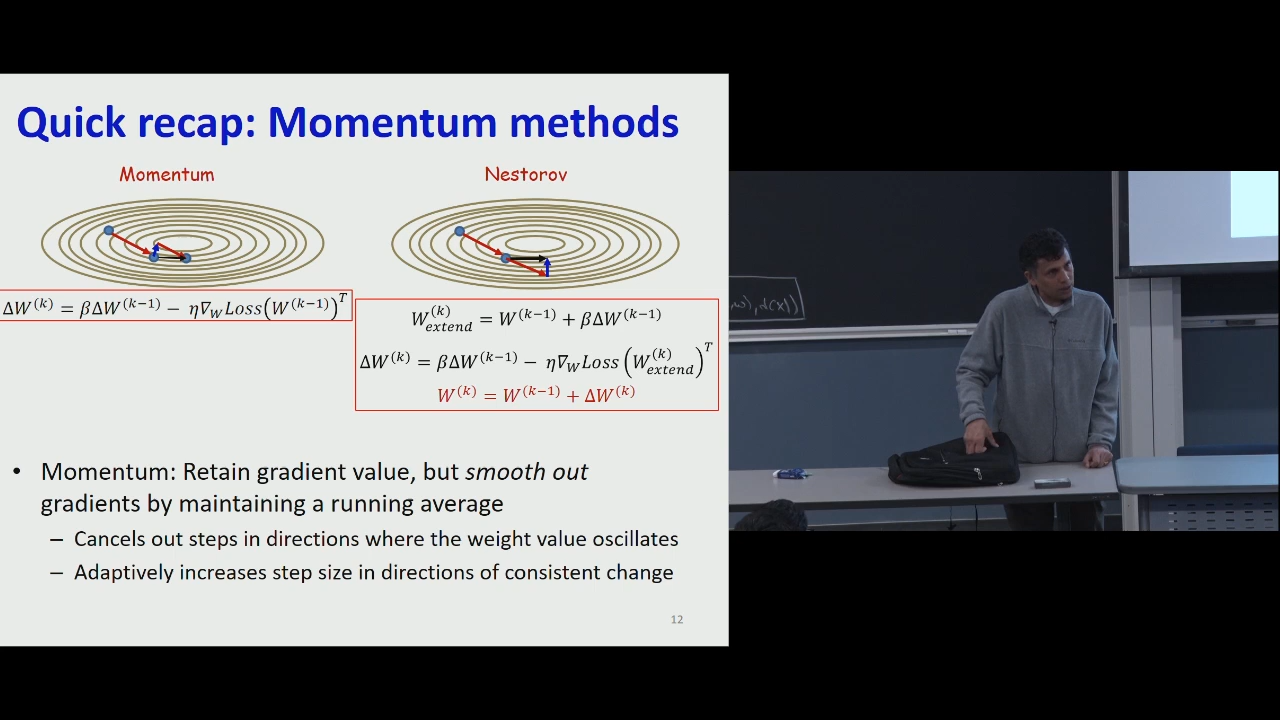 Quick recap: Momentum methods
Momentum
Nestorov
ΔW^(k) = βΔW^(k-1) − η∇_W Loss(W^(k-1))^T
W_extend^(k) = W^(k-1) + βΔW^(k-1)
ΔW^(k) = βΔW^(k-1) − η∇_W Loss(W_extend^(k))^T
W^(k) = W^(k-1) + ΔW^(k)
• Momentum: Retain gradient value, but smooth out
gradients by maintaining a running average
– Cancels out steps in directions where the weight value oscillates
– Adaptively increases step size in directions of consistent change
12
), d(x))